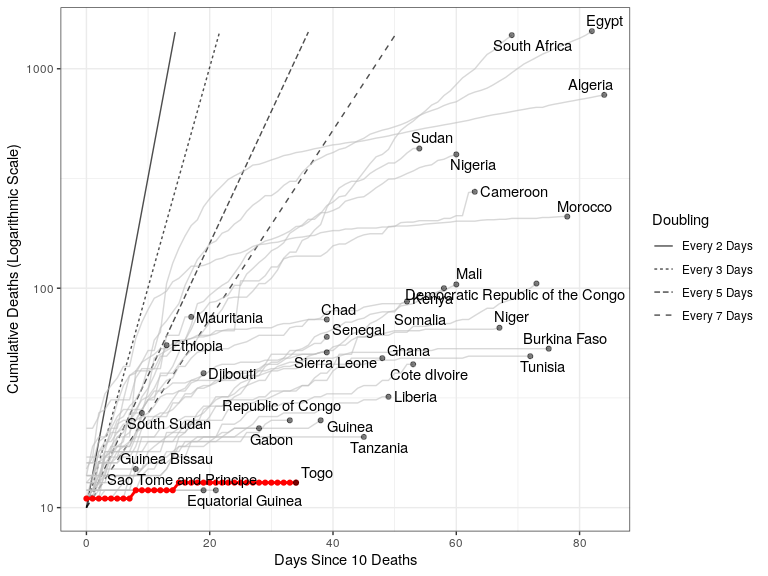 Egypt
South Africa
Algeria
Sudan
Nigeria
Cameroon
Morocco
Mali
Democratic Republic of the Congo
Kenya
Mauritania
Chad
Somalia
Niger
Senegal
Burkina Faso
Ethiopia
Ghana
Sierra Leone
Tunisia
Djibouti
Cote dIvoire
Liberia
Republic of Congo
South Sudan
Guinea
Gabon
Tanzania
Guinea Bissau
Togo
Sao Tome and Principe
Equatorial Guinea
1000
100
10
0
20
40
60
80
Days Since 10 Deaths
Cumulative Deaths (Logarithmic Scale)
Doubling
Every 2 Days
Every 3 Days
Every 5 Days
Every 7 Days